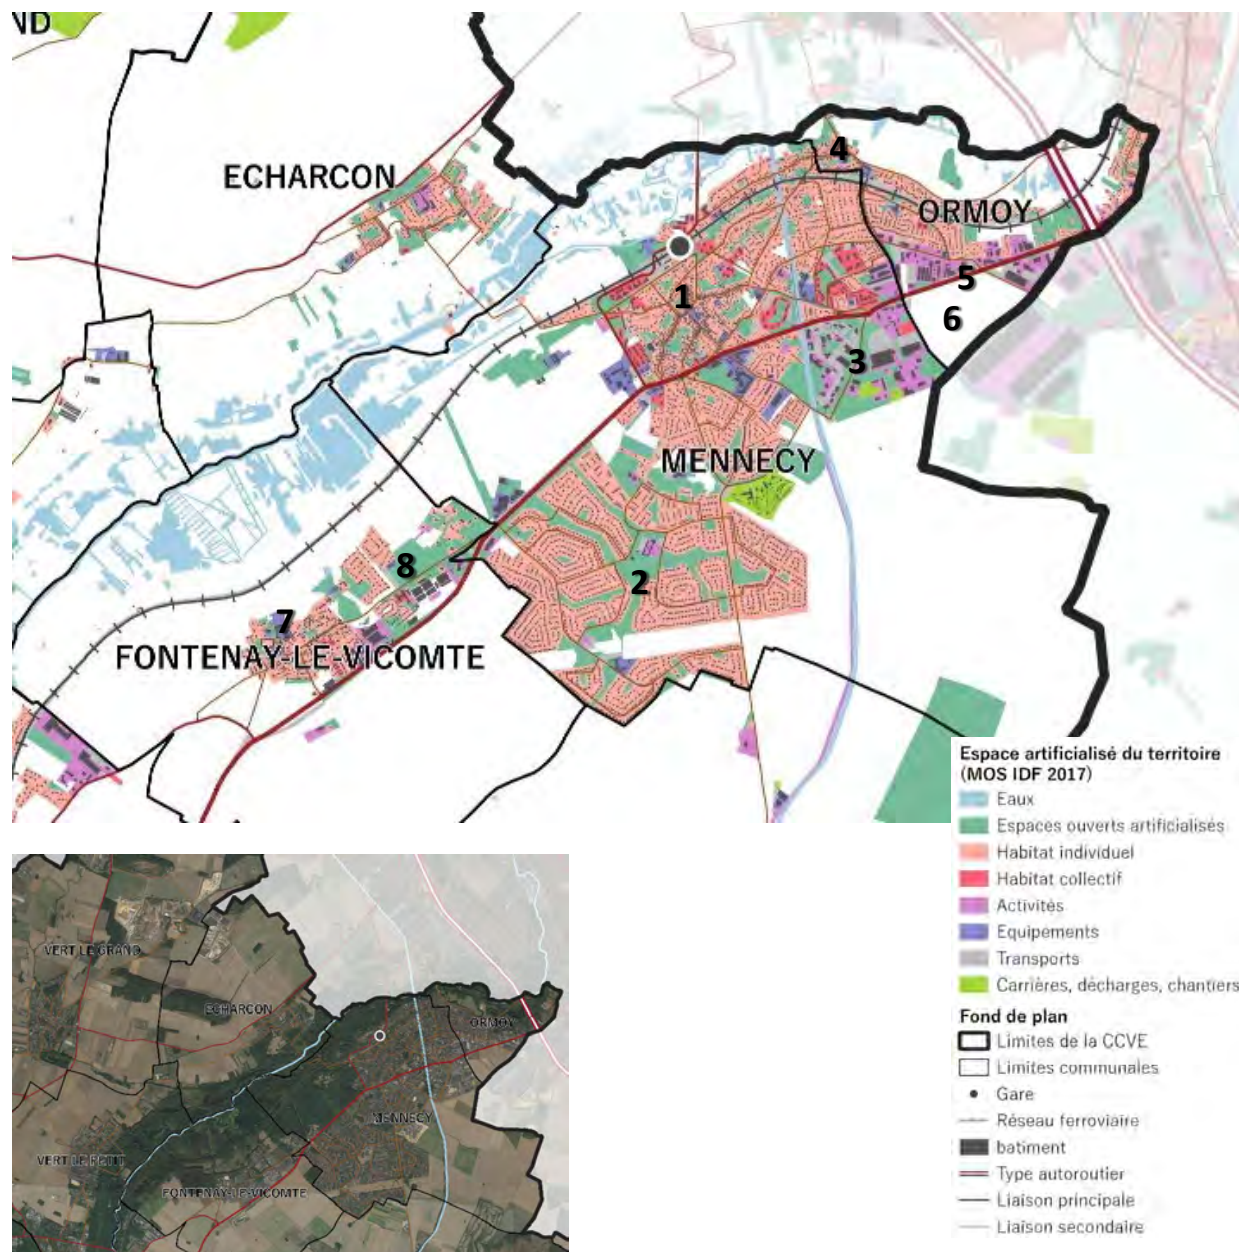 ND
ECHARCON
4
ORMOY
5
1
6
3
MENNECY
8
2
7
FONTENAY-LE-VICOMTE
Espace artificialisé du territoire
(MOS IDF 2017)
Eaux
Espaces ouverts artificialisés
Habitat individuel
Habitat collectif
Activités
Equipements
Transports
Carrières, décharges, chantiers
Fond de plan
Limites de la CCVE
Limites communales
Gare
Réseau ferroviaire
batiment
Type autoroutier
Liaison principale
Liaison secondaire
VERT LE GRAND
ECHARCON
ORMOY
MENNECY
VERT LE PETIT
FONTENAY-LE-VICOMTE